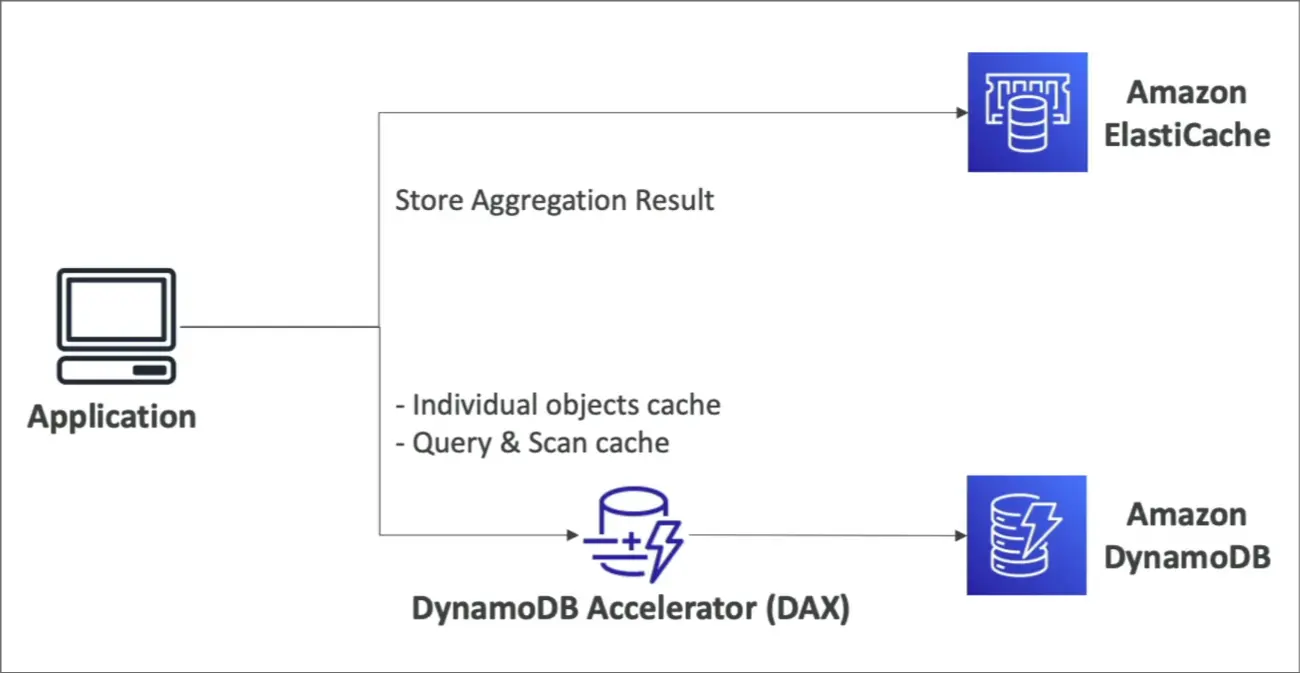 Amazon
ElastiCache
Store Aggregation Result
Application
- Individual objects cache
- Query & Scan cache
Amazon
DynamoDB
DynamoDB Accelerator (DAX)